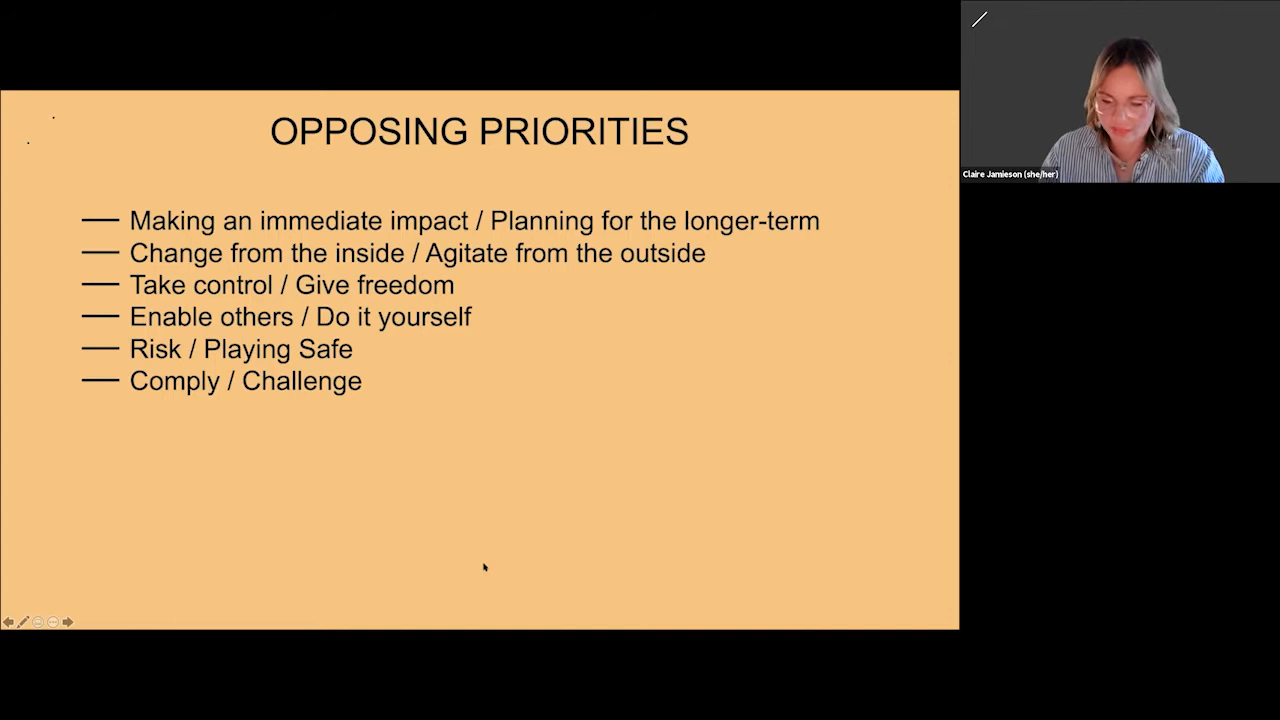 OPPOSING PRIORITIES
Making an immediate impact / Planning for the longer-term
Change from the inside / Agitate from the outside
Take control / Give freedom
Enable others / Do it yourself
Risk / Playing Safe
Comply / Challenge
Claire Jamieson (she/her)